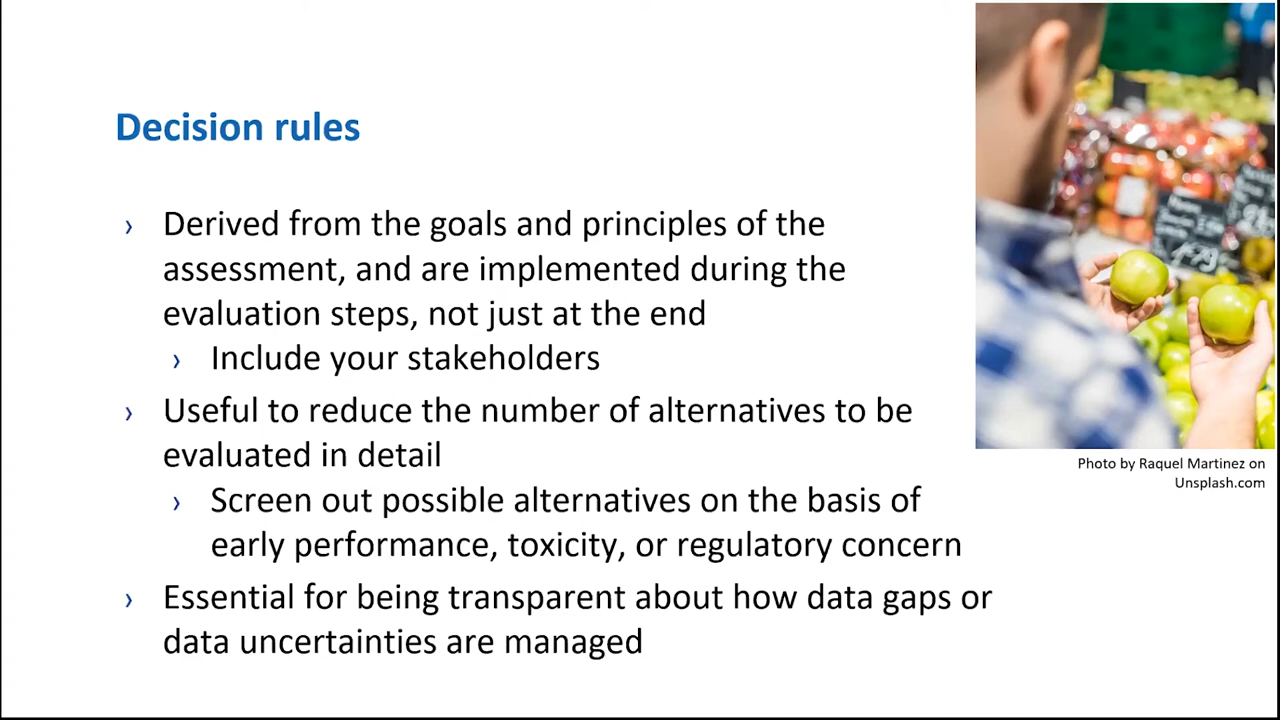 Decision rules
› Derived from the goals and principles of the
assessment, and are implemented during the
evaluation steps, not just at the end
› Include your stakeholders
› Useful to reduce the number of alternatives to be
evaluated in detail
› Screen out possible alternatives on the basis of
early performance, toxicity, or regulatory concern
› Essential for being transparent about how data gaps or
data uncertainties are managed
Photo by Raquel Martinez on
Unsplash.com